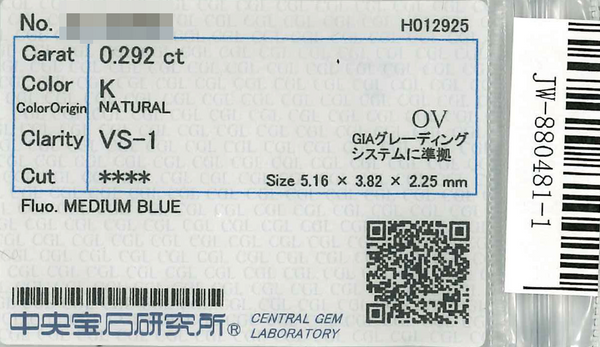 No.
H012925
Carat 0.292 ct
Color K
ColorOrigin NATURAL
Clarity VS-1
OV
GIAグレーディング
システムに準拠
Cut ****
Size 5.16 × 3.82 × 2.25 mm
Fluo. MEDIUM BLUE
中央宝石研究所® CENTRAL GEM
LABORATORY
JW-880481-1